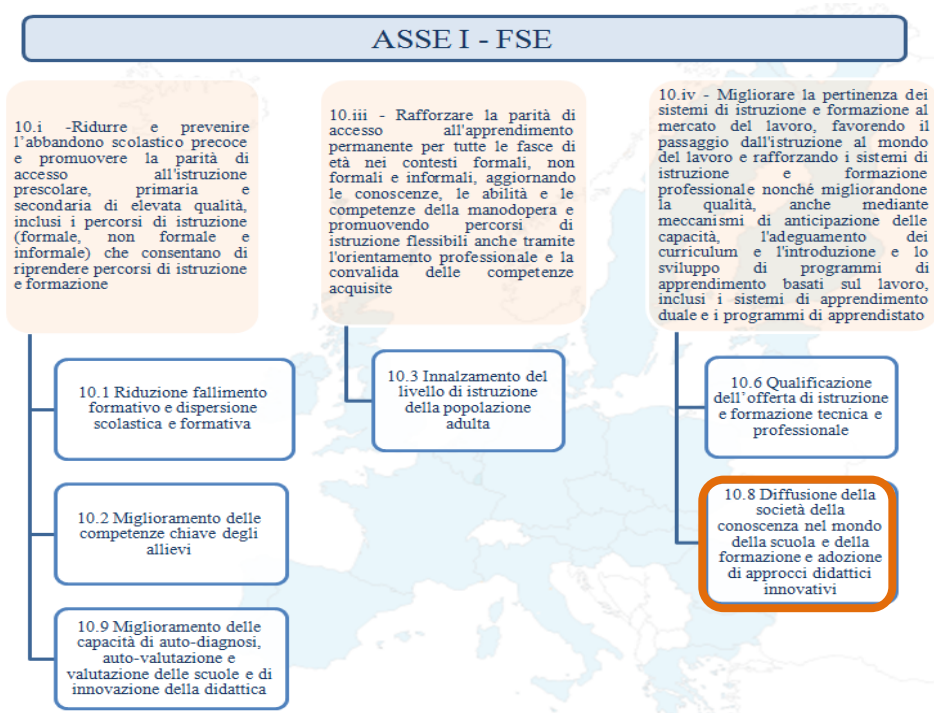 ASSE I - FSE
10.i -Ridurre e prevenire
l'abbandono scolastico precoce
e promuovere la parità di
accesso all'istruzione
prescolare, primaria e
secondaria di elevata qualità,
inclusi i percorsi di istruzione
(formale, non formale e
informale) che consentano di
riprendere percorsi di istruzione
e formazione
10.1 Riduzione fallimento
formativo e dispersione
scolastica e formativa
10.2 Miglioramento delle
competenze chiave degli
allievi
10.9 Miglioramento delle
capacità di auto-diagnosi,
auto-valutazione e
valutazione delle scuole e di
innovazione della didattica
10.iii - Rafforzare la parità di
accesso all'apprendimento
permanente per tutte le fasce di
età nei contesti formali, non
formali e informali, aggiornando
le conoscenze, le abilità e le
competenze della manodopera e
promuovendo percorsi di
istruzione flessibili anche tramite
l'orientamento professionale e la
convalida delle competenze
acquisite
10.3 Innalzamento del
livello di istruzione
della popolazione
adulta
10.iv - Migliorare la pertinenza dei
sistemi di istruzione e formazione al
mercato del lavoro, favorendo il
passaggio dall'istruzione al mondo
del lavoro e rafforzando i sistemi di
istruzione e formazione
professionale nonché migliorandone
la qualità, anche mediante
meccanismi di anticipazione delle
capacità, l'adeguamento dei
curriculum e l'introduzione e lo
sviluppo di programmi di
apprendimento basati sul lavoro,
inclusi i sistemi di apprendimento
duale e i programmi di apprendistato
10.6 Qualificazione
dell'offerta di istruzione
e formazione tecnica e
professionale
10.8 Diffusione della
società della
conoscenza nel mondo
della scuola e della
formazione e adozione
di approcci didattici
innovativi